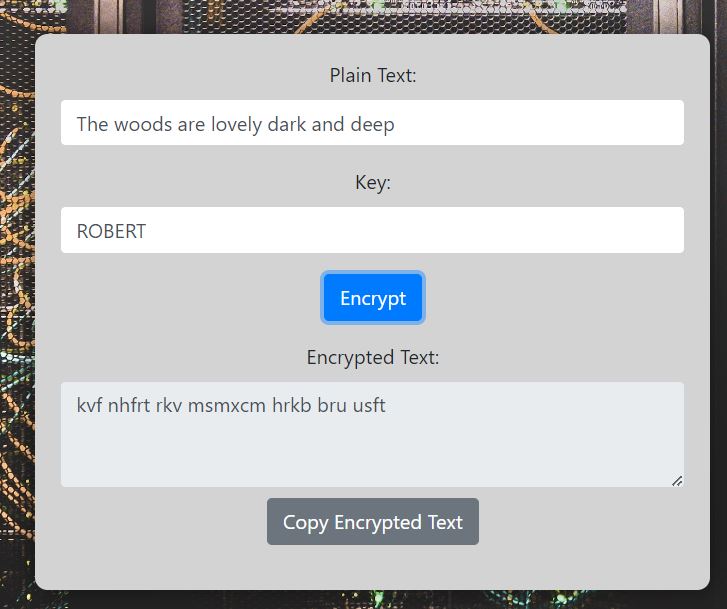 Plain Text:
The woods are lovely dark and deep
Key:
ROBERT
Encrypt
Encrypted Text:
kvf nhfrt rkv msmxcm hrkb bru usft
Copy Encrypted Text